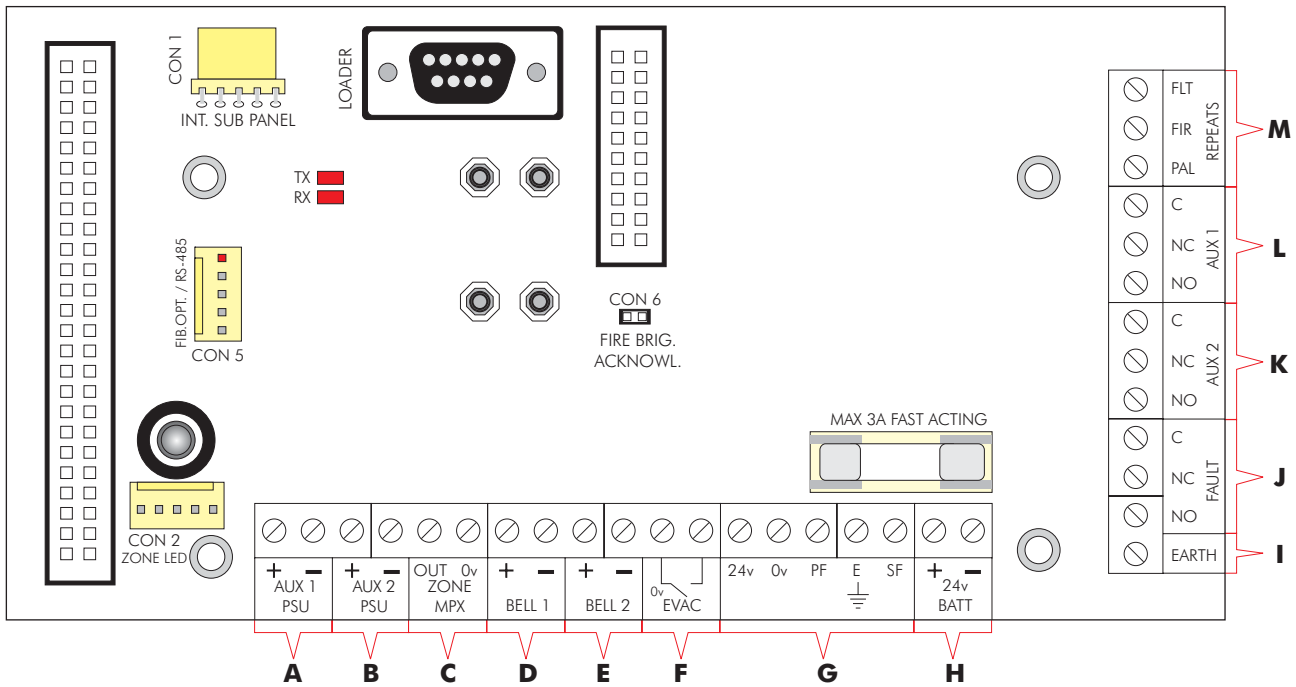 CON 1
INT. SUB PANEL
LOADER
TX
RX
FIB.OPT. / RS-485
CON 5
CON 6
FIRE BRIG.
ACKNOWL.
CON 2
ZONE LED
MAX 3A FAST ACTING
FLT
FIR
PAL
REPEATS
M
C
NC
NO
AUX 1
L
C
NC
NO
AUX 2
K
C
NC
NO
FAULT
J
EARTH
I
+ −
AUX 1
PSU
+ −
AUX 2
PSU
OUT 0v
ZONE
MPX
+ −
BELL 1
+ −
BELL 2
0v
EVAC
24v 0v PF E SF
+ −
24v
BATT
A B C D E F G H